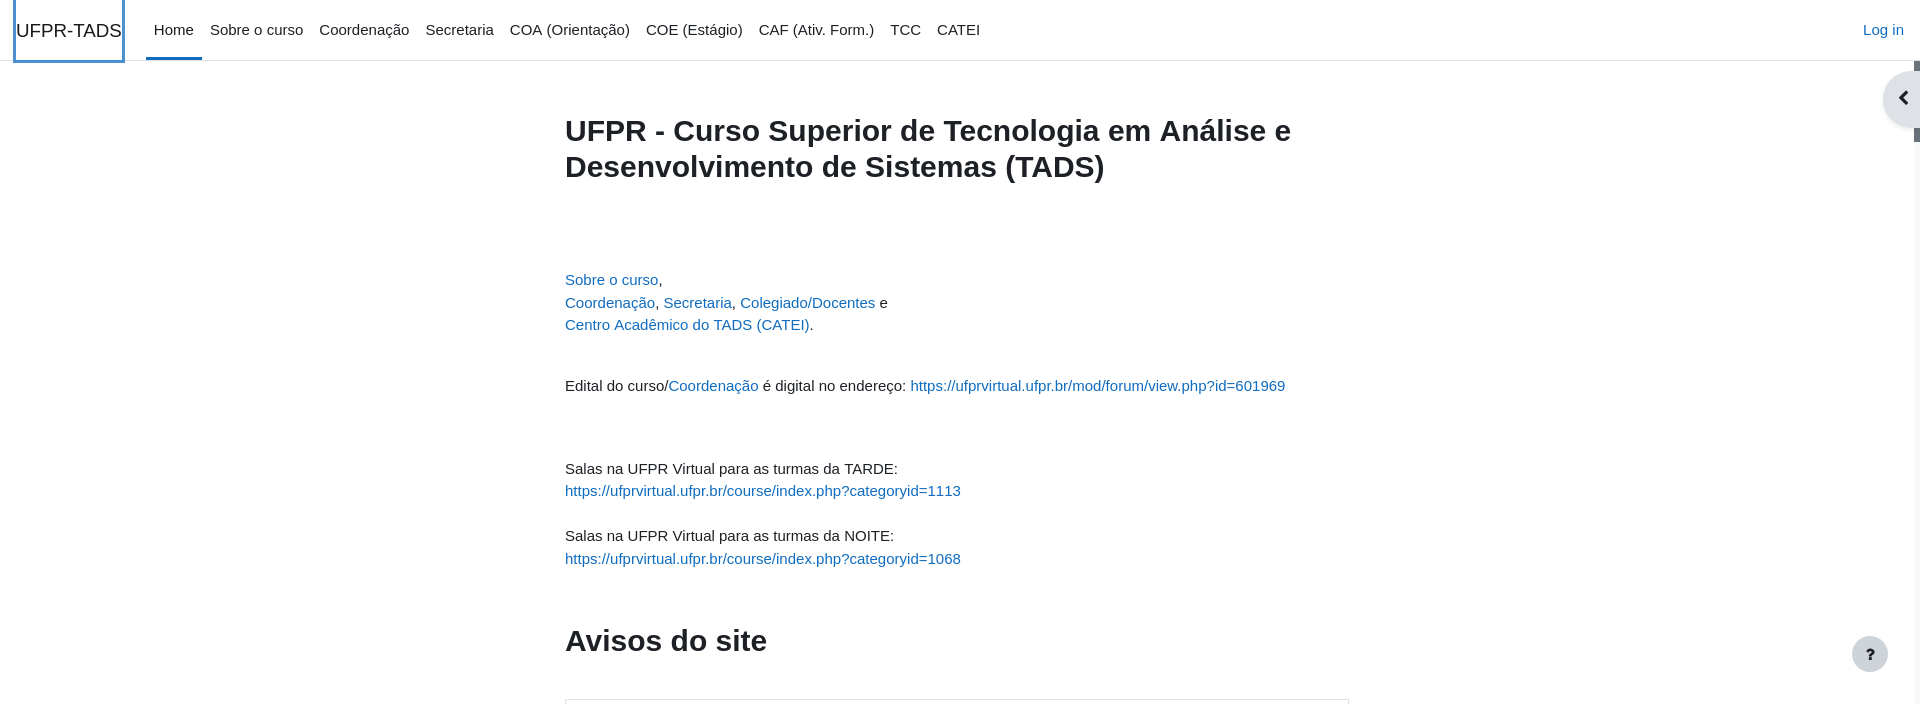 UFPR-TADS
Home Sobre o curso Coordenação Secretaria COA (Orientação) COE (Estágio) CAF (Ativ. Form.) TCC CATEI
Log in
UFPR - Curso Superior de Tecnologia em Análise e
Desenvolvimento de Sistemas (TADS)
Sobre o curso,
Coordenação, Secretaria, Colegiado/Docentes e
Centro Acadêmico do TADS (CATEI).
Edital do curso/Coordenação é digital no endereço: https://ufprvirtual.ufpr.br/mod/forum/view.php?id=601969
Salas na UFPR Virtual para as turmas da TARDE:
https://ufprvirtual.ufpr.br/course/index.php?categoryid=1113
Salas na UFPR Virtual para as turmas da NOITE:
https://ufprvirtual.ufpr.br/course/index.php?categoryid=1068
Avisos do site
?